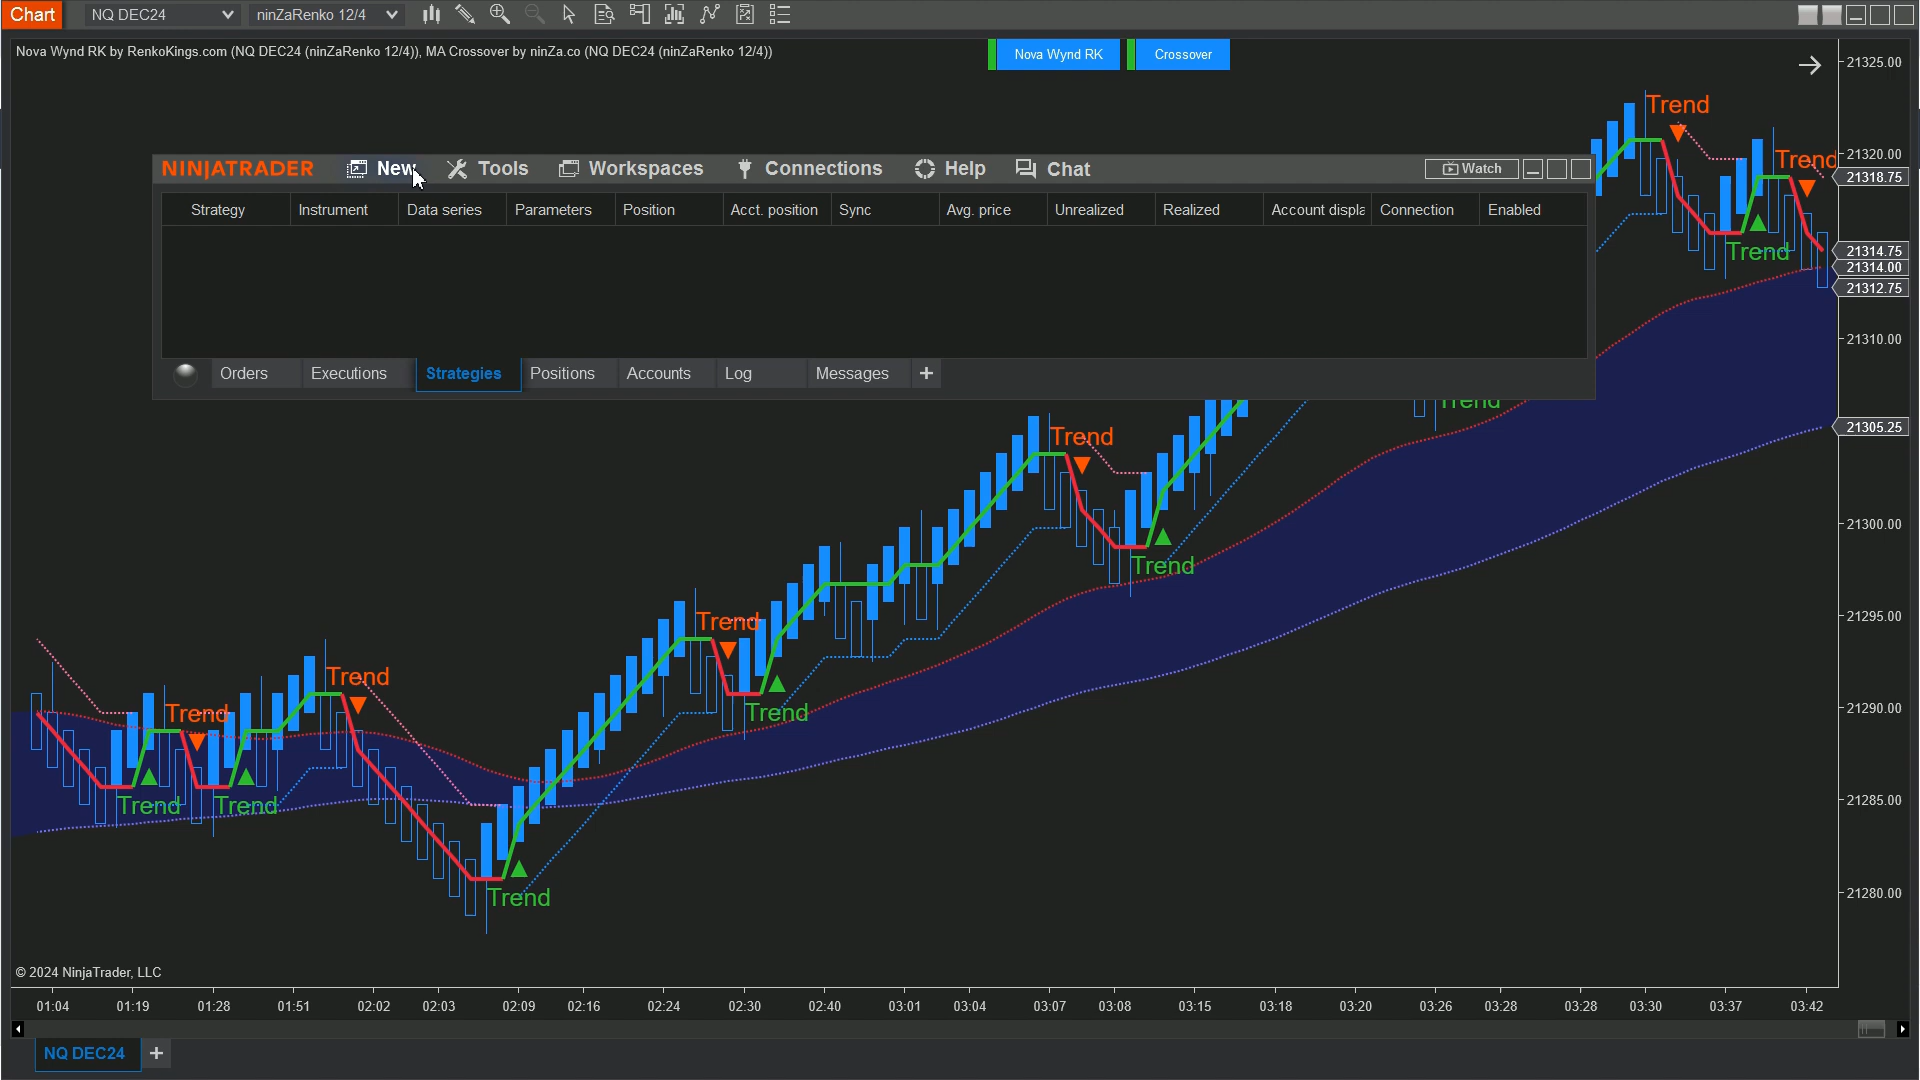 Chart NQ DEC24 ninZaRenko 12/4
Nova Wynd RK by RenkoKings.com (NQ DEC24 (ninZaRenko 12/4)), MA Crossover by ninZa.co (NQ DEC24 (ninZaRenko 12/4))
Nova Wynd RK Crossover
21325.00
Trend
21320.00
Trend
21318.75
NINJATRADER New Tools Workspaces Connections Help Chat Watch
Strategy Instrument Data series Parameters Position Acct. position Sync Avg. price Unrealized Realized Account displa Connection Enabled
Trend
21314.75
21314.00
21312.75
21310.00
Orders Executions Strategies Positions Accounts Log Messages +
Trend
21305.25
Trend
21300.00
Trend
Trend
21295.00
Trend
Trend
Trend
21290.00
Trend
Trend
21285.00
Trend
21280.00
© 2024 NinjaTrader, LLC
01:04 01:19 01:28 01:51 02:02 02:03 02:09 02:16 02:24 02:30 02:40 03:01 03:04 03:07 03:08 03:15 03:18 03:20 03:26 03:28 03:28 03:30 03:37 03:42
NQ DEC24 +